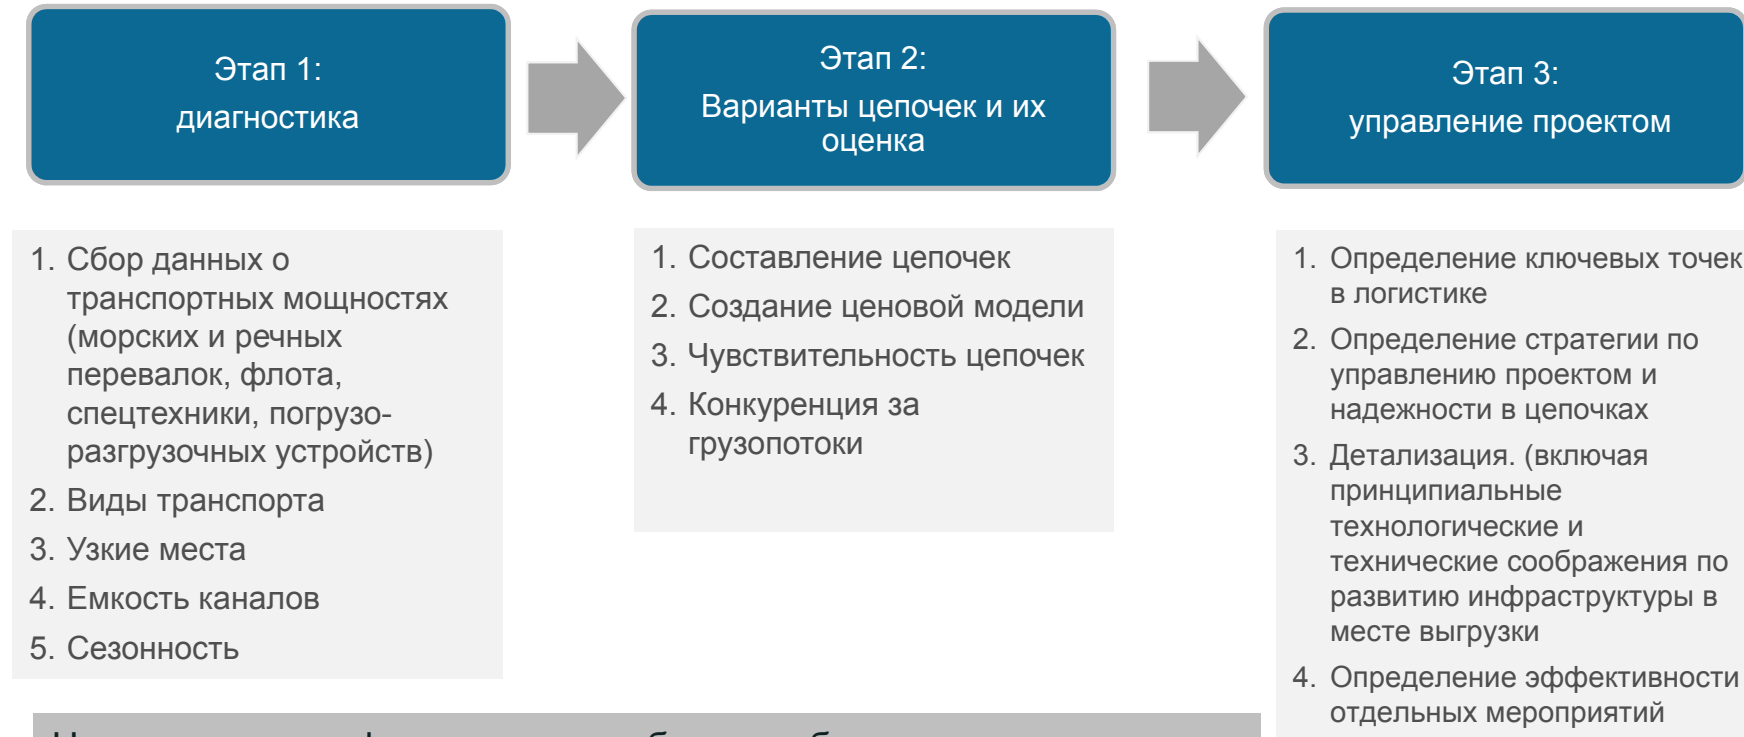 Этап 1:
диагностика
Этап 2:
Варианты цепочек и их
оценка
Этап 3:
управление проектом
1. Сбор данных о
транспортных мощностях
(морских и речных
перевалок, флота,
спецтехники, погрузо-
разгрузочных устройств)
2. Виды транспорта
3. Узкие места
4. Емкость каналов
5. Сезонность
1. Составление цепочек
2. Создание ценовой модели
3. Чувствительность цепочек
4. Конкуренция за
грузопотоки
1. Определение ключевых точек
в логистике
2. Определение стратегии по
управлению проектом и
надежности в цепочках
3. Детализация. (включая
принципиальные
технологические и
технические соображения по
развитию инфраструктуры в
месте выгрузки
4. Определение эффективности
отдельных мероприятий